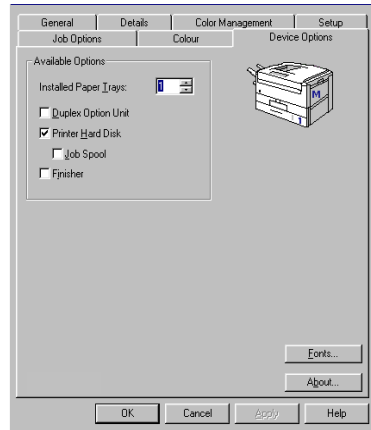 General Details Color Management Setup
Job Options Colour Device Options
Available Options
Installed Paper Trays: 1
M
Duplex Option Unit
Printer Hard Disk
1
Job Spool
Finisher
Fonts...
About...
OK Cancel Apply Help